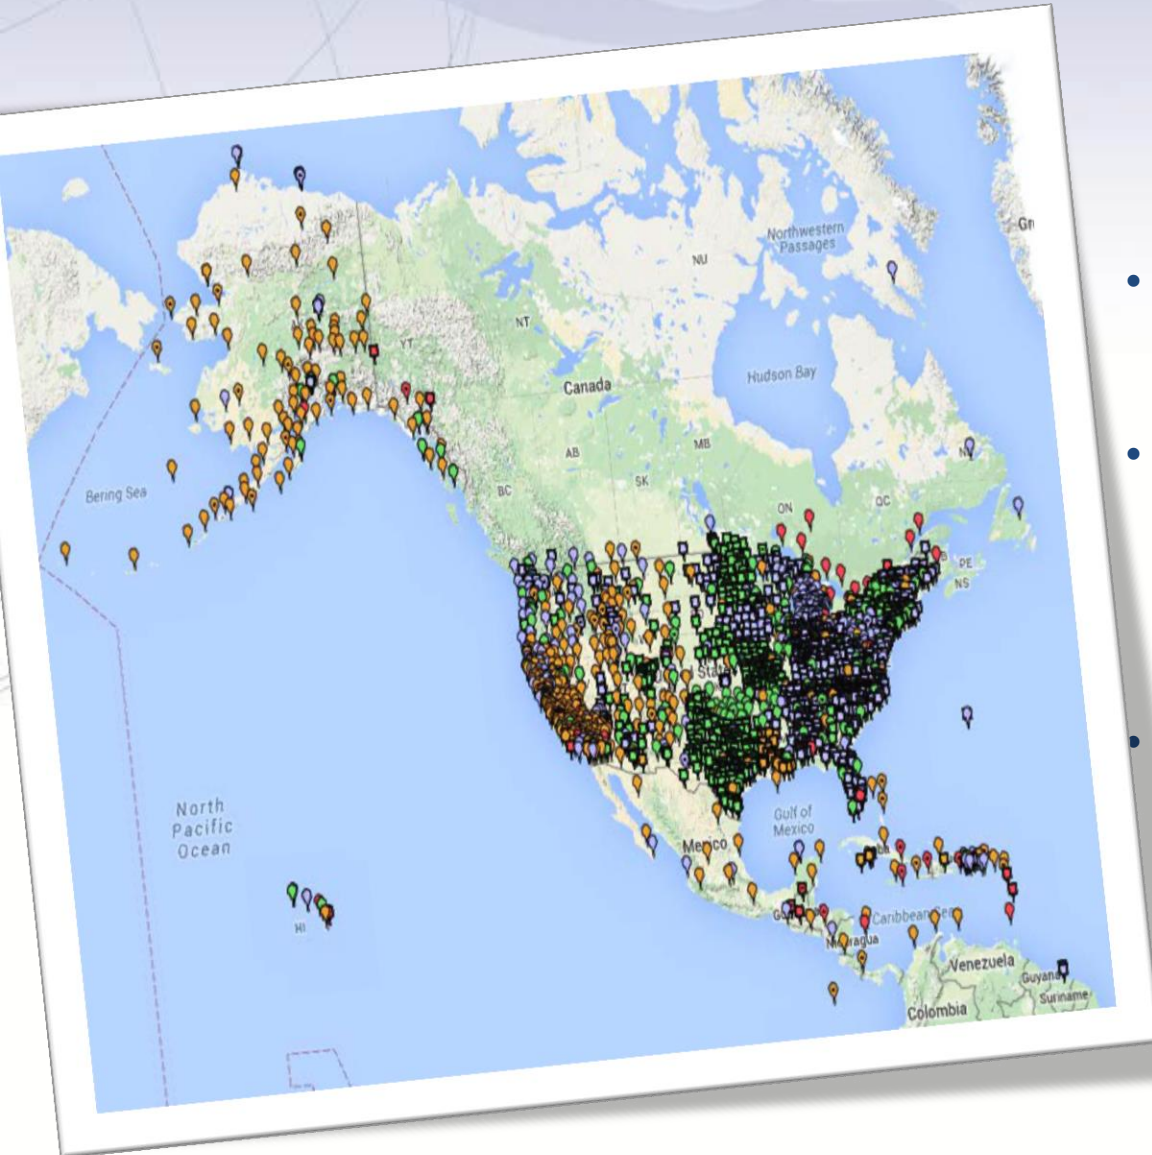 Northwestern
Passages
NU
NT
YT
Canada
Hudson Bay
AB
MB
SK
BC
ON
QC
Bering Sea
PE
NS
North
Pacific
Ocean
HI
Gulf of
Mexico
Mexico
Caribbean Sea
Venezuela
Guyana
Suriname
Colombia